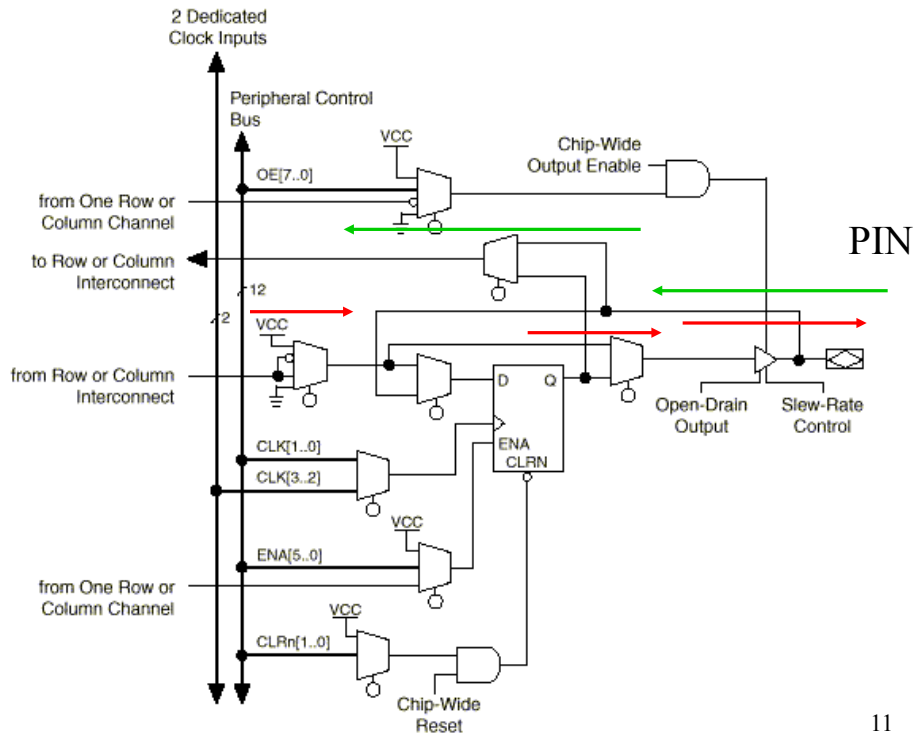 2 Dedicated
Clock Inputs
Peripheral Control
Bus
VCC
Chip-Wide
Output Enable
OE[7..0]
from One Row or
Column Channel
PIN
to Row or Column
Interconnect
12
2
VCC
from Row or Column
Interconnect
D
Q
Open-Drain
Output
Slew-Rate
Control
ENA
CLRN
CLK[1..0]
CLK[3..2]
VCC
ENA[5..0]
from One Row or
Column Channel
VCC
CLRn[1..0]
Chip-Wide
Reset
11